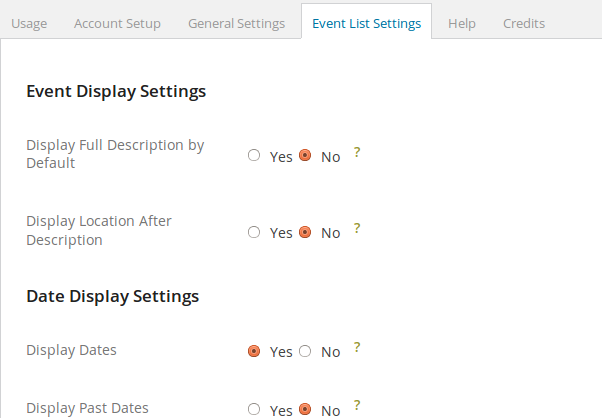 Usage Account Setup General Settings Event List Settings Help Credits
Event Display Settings
Display Full Description by
Default
Yes No ?
Display Location After
Description
Yes No ?
Date Display Settings
Display Dates Yes No ?
Display Past Dates Yes No ?